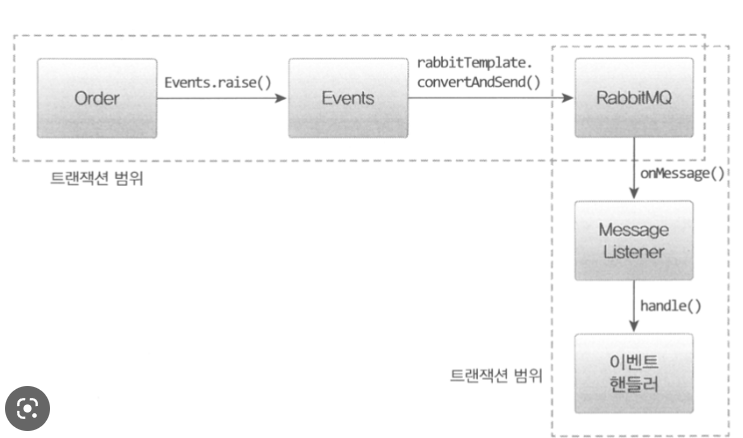 rabbitTemplate.
convertAndSend()
Order
Events.raise()
Events
RabbitMQ
트랜잭션 범위
onMessage()
Message
Listener
handle()
이벤트
핸들러
트랜잭션 범위